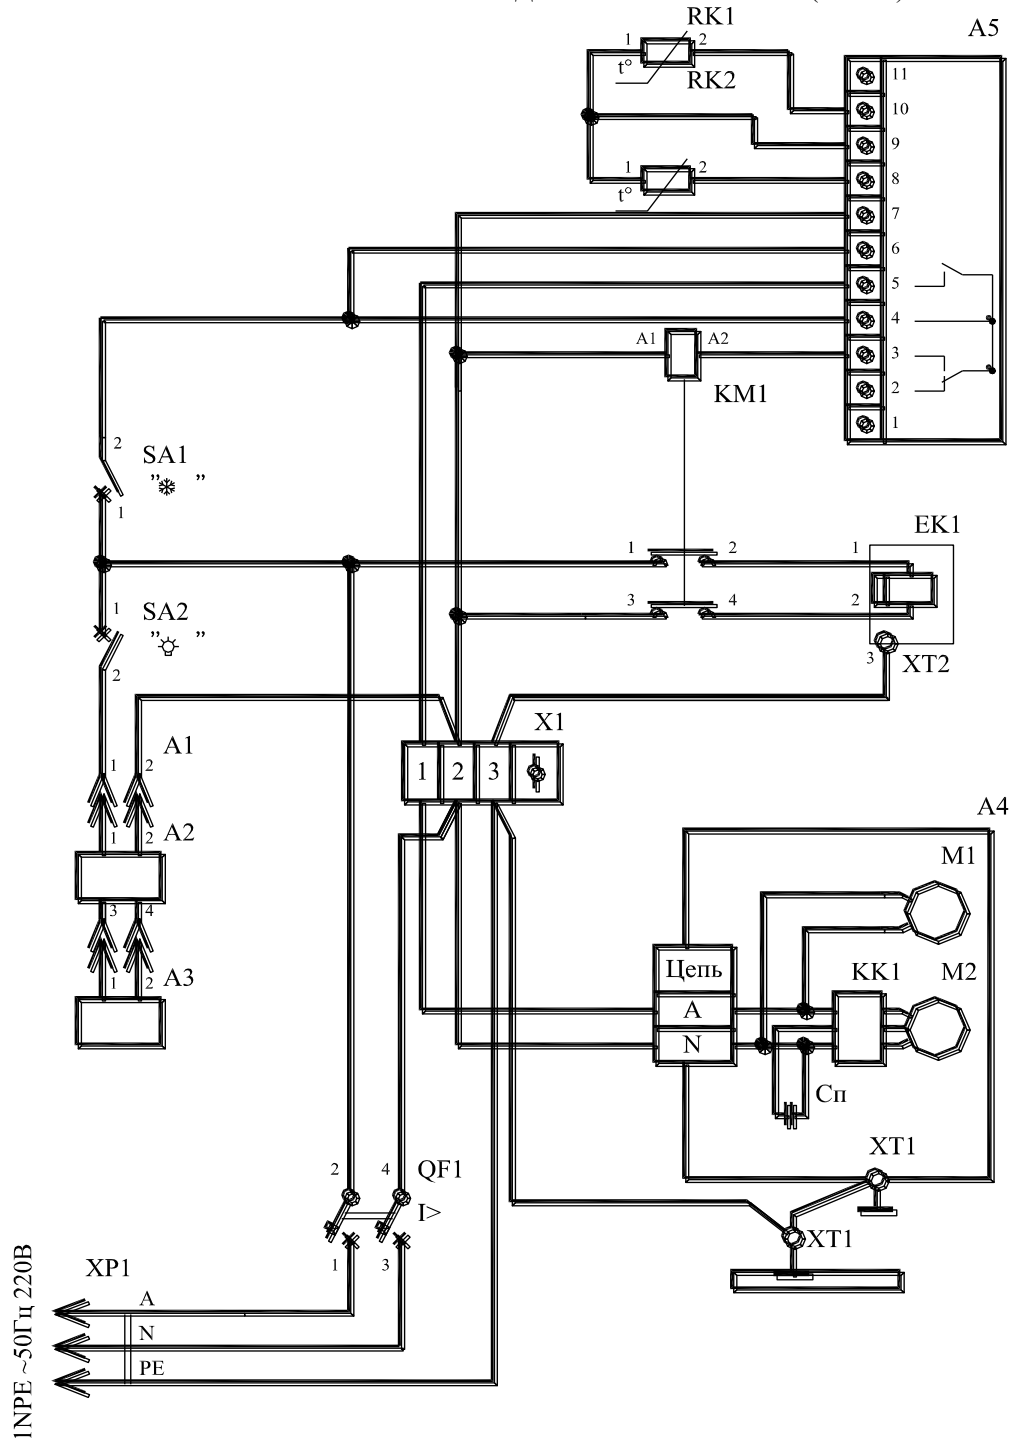 RK1
A5
1 2
t°
RK2
11
10
9
1 2
8
t°
7
6
5
4
A1 A2
3
KM1
2
1
2
SA1
" ❄ "
1
EK1
1 2 1
1
SA2
3 4 2
" "
XT2
3
2
X1
A1
1 2
1 2 3
A4
A2
1 2
M1
3 4
Цепь
KK1
M2
A3
1 2
A
N
Сп
XT1
2 4
QF1
I>
XT1
1 3
XP1
A
N
PE
1NPE ~50Гц 220В